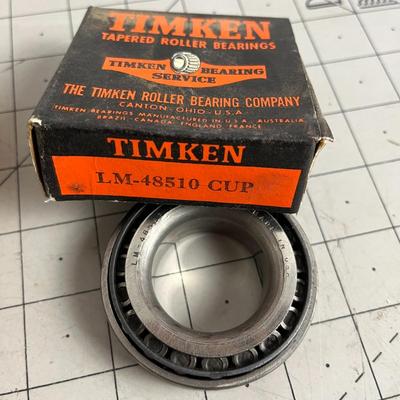 TIMKEN
TAPERED ROLLER BEARINGS
TIMKEN BEARING
SERVICE
THE TIMKEN ROLLER BEARING COMPANY
CANTON · OHIO · U.S.A.
TIMKEN BEARINGS MANUFACTURED IN U.S.A., AUSTRALIA
BRAZIL · CANADA · ENGLAND · FRANCE
TIMKEN
LM-48510 CUP